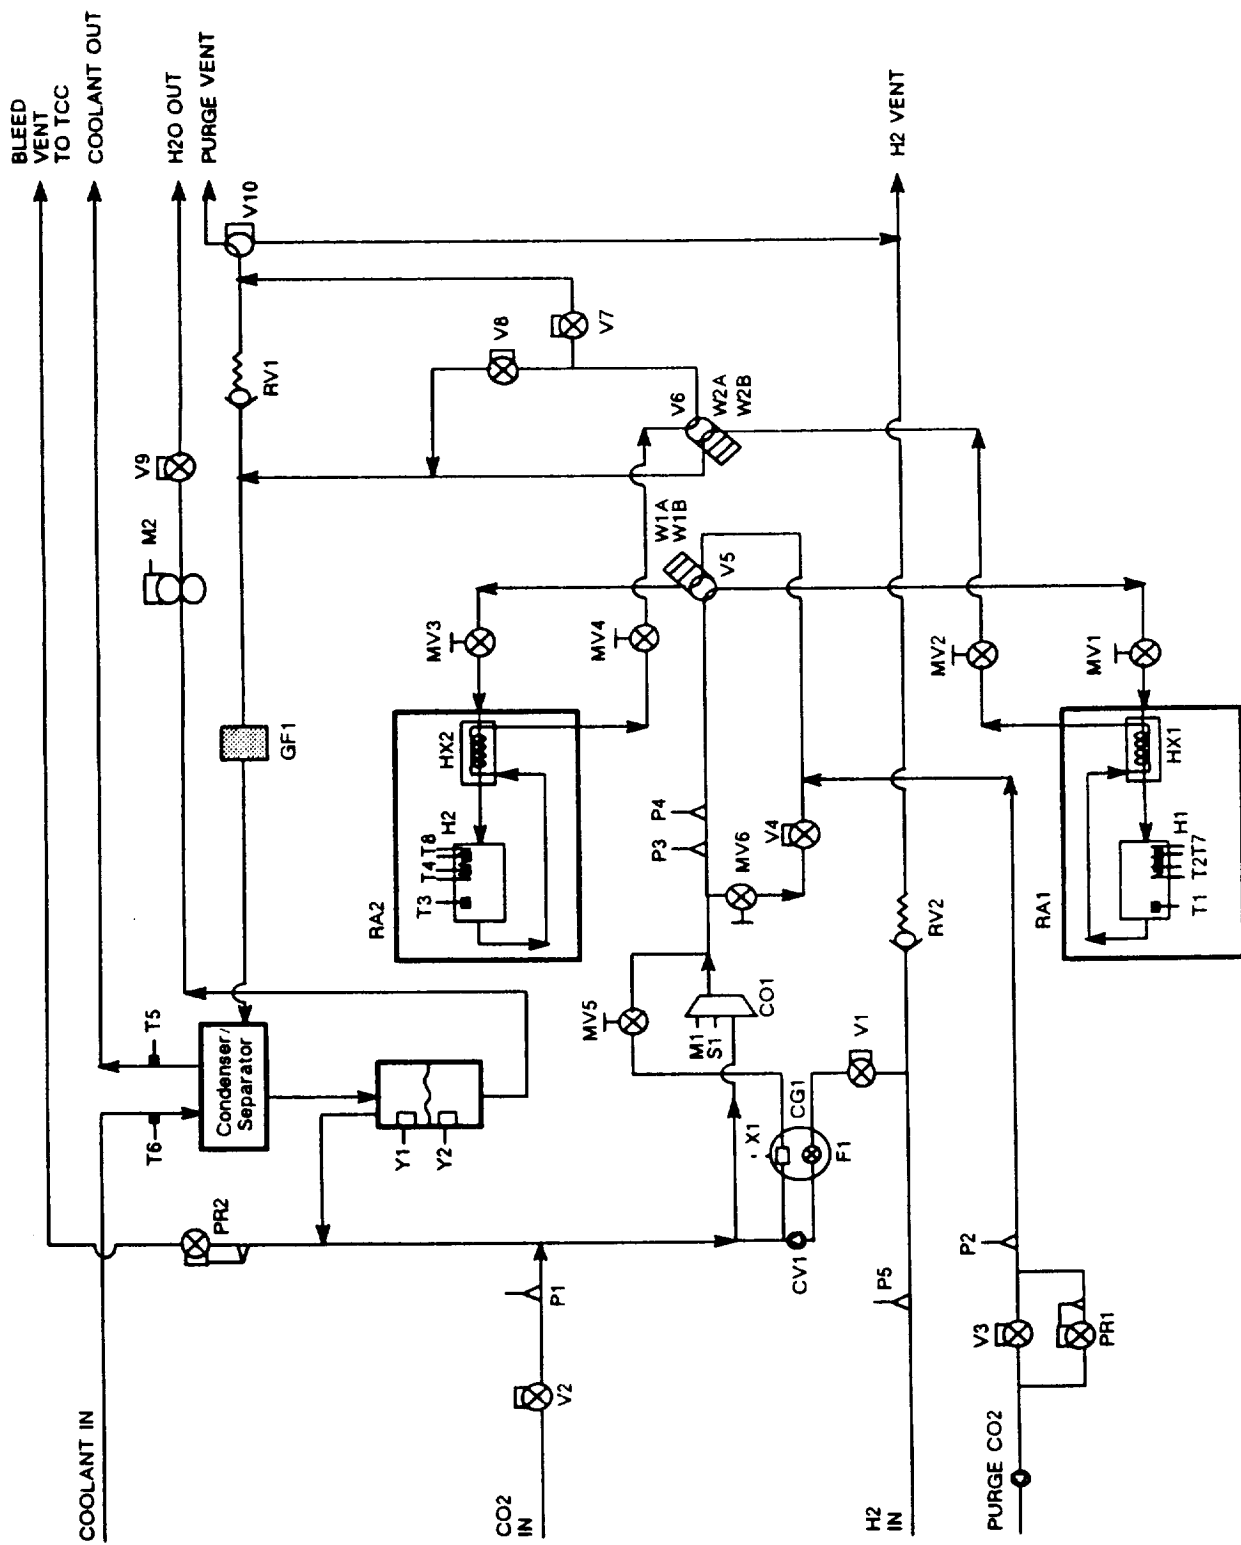 BLEED
VENT
TO TCC
COOLANT OUT
H2O OUT
PURGE VENT
H2 VENT
V10
RV1
V8
V7
V9
M2
V6
W2A
W2B
W1A
W1B
V5
GF1
MV3
MV4
MV2
MV1
HX2
HX1
RA2
H2
T8
T4
T3
P4
P3
MV6
V4
RV2
RA1
H1
T7
T2
T1
T5
T6
Condenser/
Separator
Y1
Y2
MV5
M1
S1
CO1
V1
CG1
X1
F1
CV1
PR2
P1
P5
P2
V2
V3
PR1
COOLANT IN
CO2
IN
H2
IN
PURGE CO2